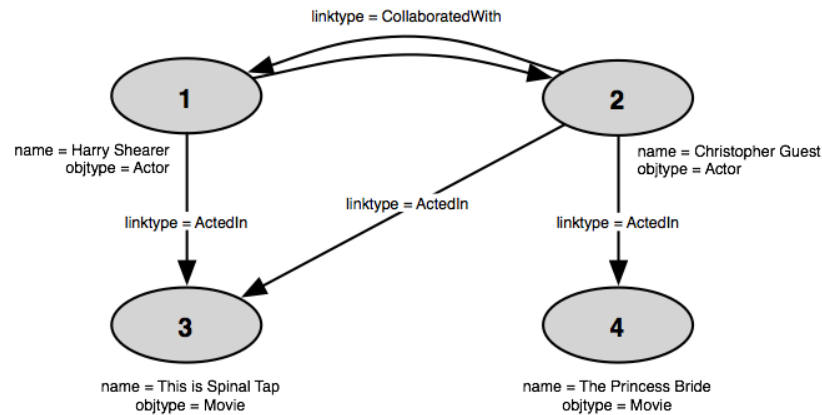 linktype = CollaboratedWith
1
2
name = Harry Shearer
objtype = Actor
name = Christopher Guest
objtype = Actor
linktype = ActedIn
linktype = ActedIn
linktype = ActedIn
3
4
name = This is Spinal Tap
objtype = Movie
name = The Princess Bride
objtype = Movie